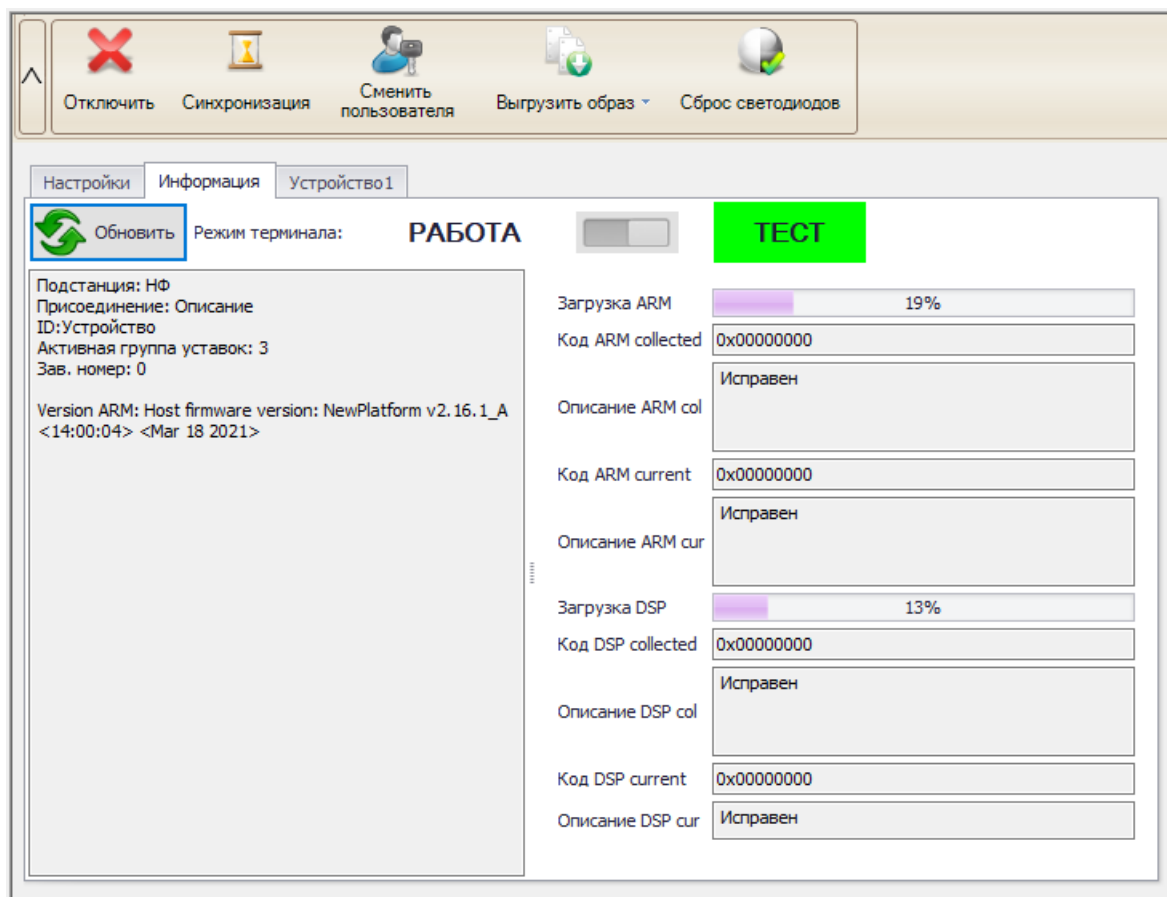 Отключить
Синхронизация
Сменить
пользователя
Выгрузить образ
Сброс светодиодов
Настройки
Информация
Устройство1
Обновить
Режим терминала:
РАБОТА
ТЕСТ
Подстанция: НФ
Присоединение: Описание
ID:Устройство
Активная группа уставок: 3
Зав. номер: 0
Version ARM: Host firmware version: NewPlatform v2.16.1_A
<14:00:04> <Mar 18 2021>
Загрузка ARM
19%
Код ARM collected
0x00000000
Описание ARM col
Исправен
Код ARM current
0x00000000
Описание ARM cur
Исправен
Загрузка DSP
13%
Код DSP collected
0x00000000
Описание DSP col
Исправен
Код DSP current
0x00000000
Описание DSP cur
Исправен